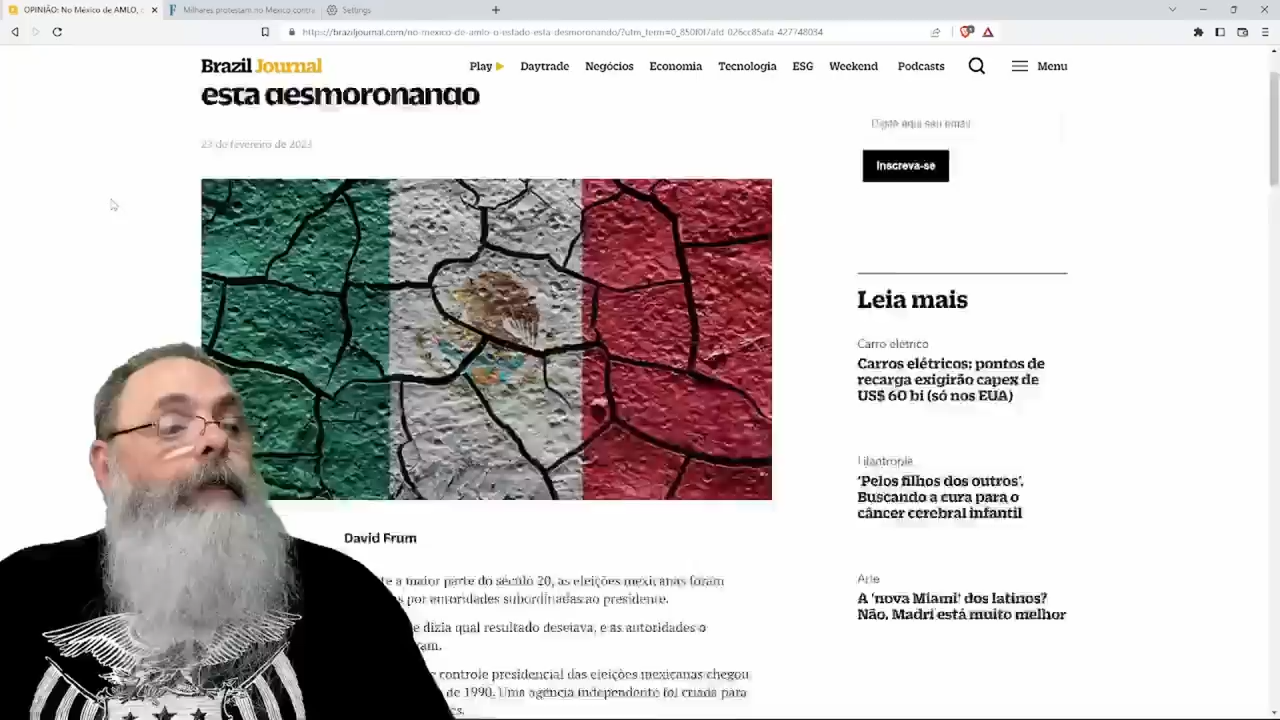 OPINIÃO: No México de AMLO, o
Milhares protestam no México contra
Settings
https://braziljournal.com/no-mexico-de-amlo-o-estado-esta-desmoronando/?utm_term=
Brazil Journal
Play
Daytrade
Negócios
Economia
Tecnologia
ESG
Weekend
Podcasts
Menu
está desmoronando
23 de fevereiro de 2023
Digite aqui seu email
Inscreva-se
Leia mais
Carro elétrico
Carros elétricos: pontos de
recarga exigirão capex de
US$ 60 bi (só nos EUA)
Filantropia
'Pelos filhos dos outros'.
Buscando a cura para o
câncer cerebral infantil
Arte
A 'nova Miami' dos latinos?
Não. Madri está muito melhor
David Frum
te a maior parte do século 20, as eleições mexicanas foram
s por autoridades subordinadas ao presidente.
e dizia qual resultado desejava, e as autoridades o
ram.
controle presidencial das eleições mexicanas chegou
de 1990. Uma agência independente foi criada para